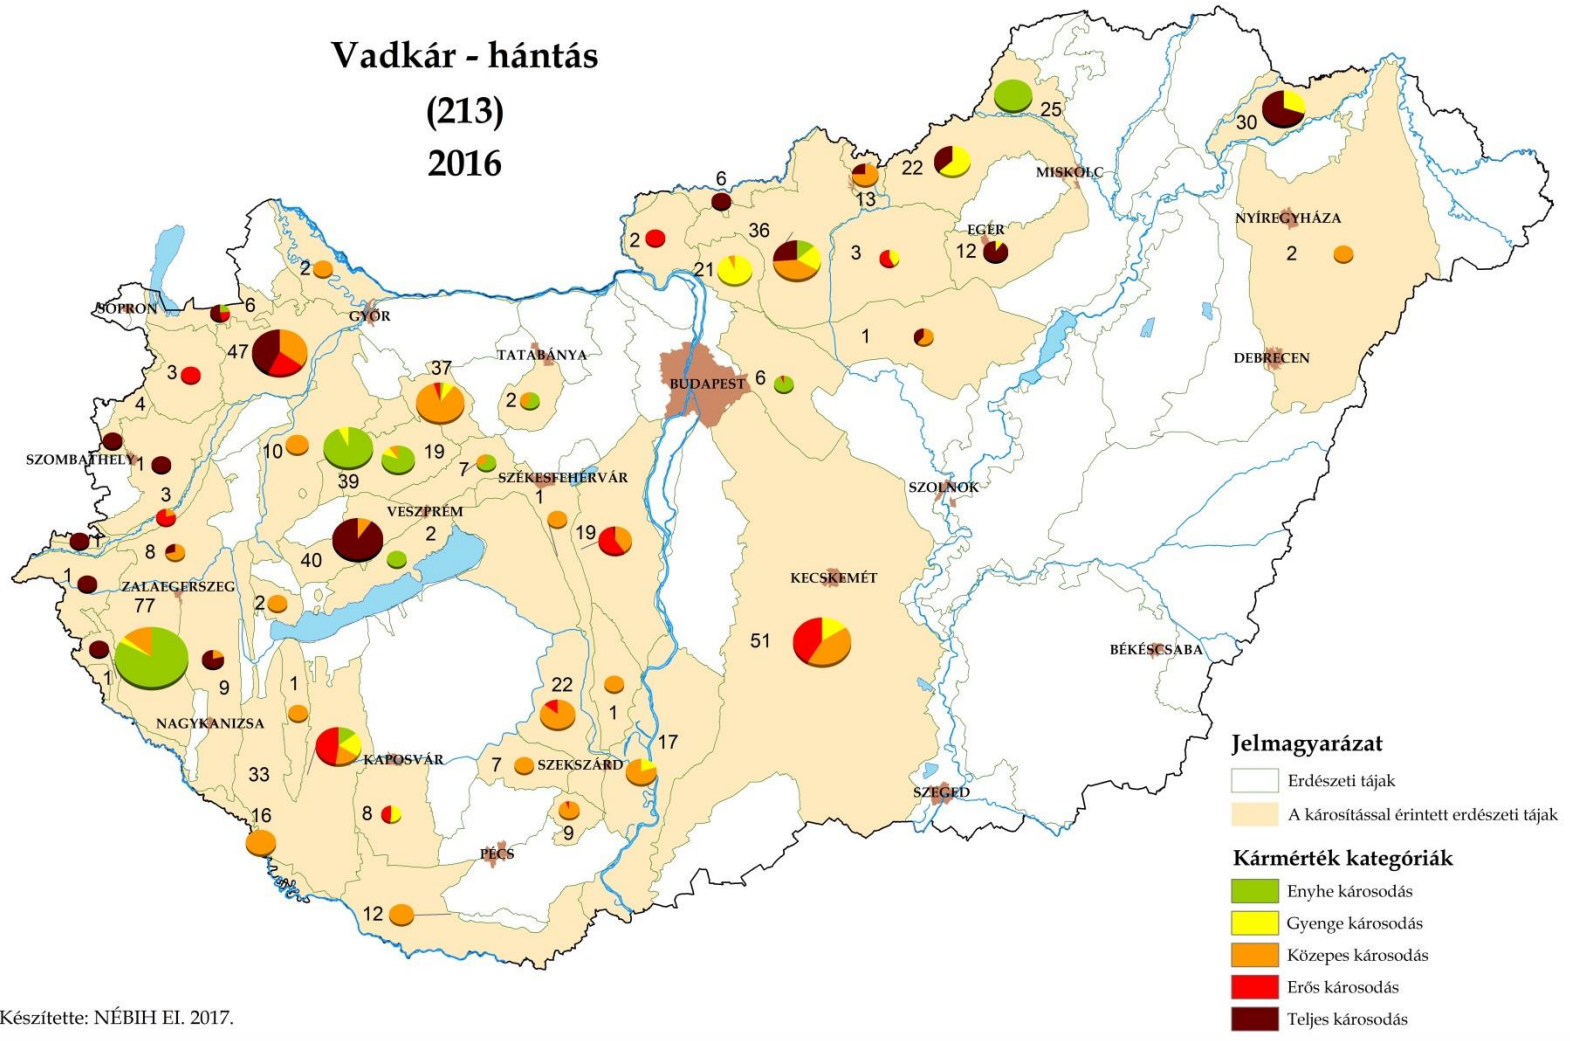 Vadkár - hántás
(213)
2016
25
30
MISKOLC
22
13
6
NYÍREGYHÁZA
36
EGER
2
3
12
2
21
2
SOPRON
6
GYŐR
1
47
TATABÁNYA
DEBRECEN
37
3
BUDAPEST
6
4
2
10
19
SZOMBATHELY
1
7
39
SZÉKESFEHÉRVÁR
SZOLNOK
3
1
VESZPRÉM
2
1
8
40
19
1
ZALAEGERSZEG
KECSKEMÉT
77
2
51
BÉKÉSCSABA
1
9
1
22
1
NAGYKANIZSA
17
Jelmagyarázat
KAPOSVÁR
7
SZEKSZÁRD
33
Erdészeti tájak
SZEGED
16
8
A károsítással érintett erdészeti tájak
9
PÉCS
Kármérték kategóriák
Enyhe károsodás
12
Gyenge károsodás
Közepes károsodás
Erős károsodás
Készítette: NÉBIH EI. 2017.
Teljes károsodás